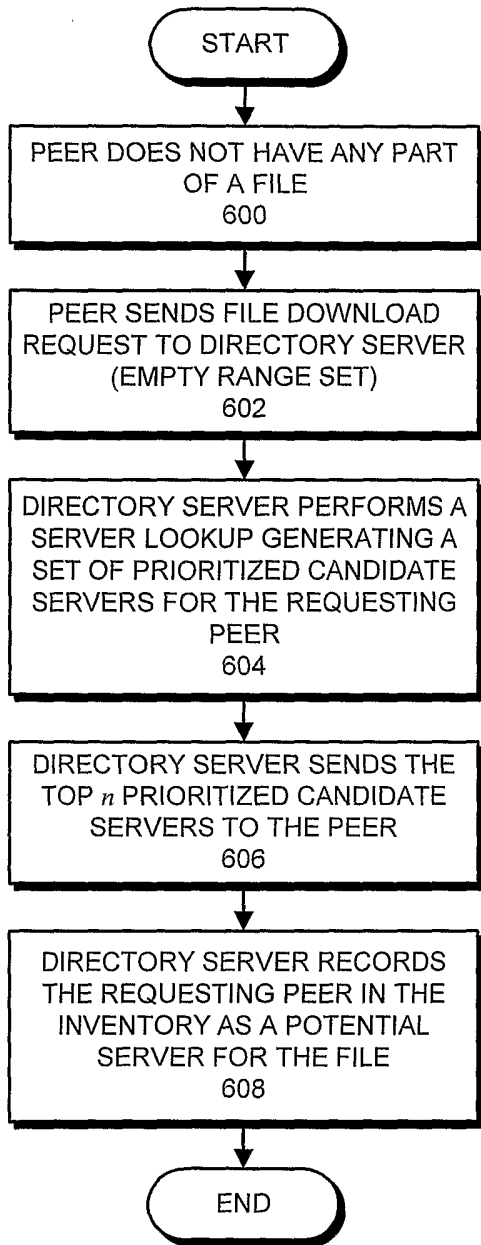 START
PEER DOES NOT HAVE ANY PART
OF A FILE
600
PEER SENDS FILE DOWNLOAD
REQUEST TO DIRECTORY SERVER
(EMPTY RANGE SET)
602
DIRECTORY SERVER PERFORMS A
SERVER LOOKUP GENERATING A
SET OF PRIORITIZED CANDIDATE
SERVERS FOR THE REQUESTING
PEER
604
DIRECTORY SERVER SENDS THE
TOP n PRIORITIZED CANDIDATE
SERVERS TO THE PEER
606
DIRECTORY SERVER RECORDS
THE REQUESTING PEER IN THE
INVENTORY AS A POTENTIAL
SERVER FOR THE FILE
608
END